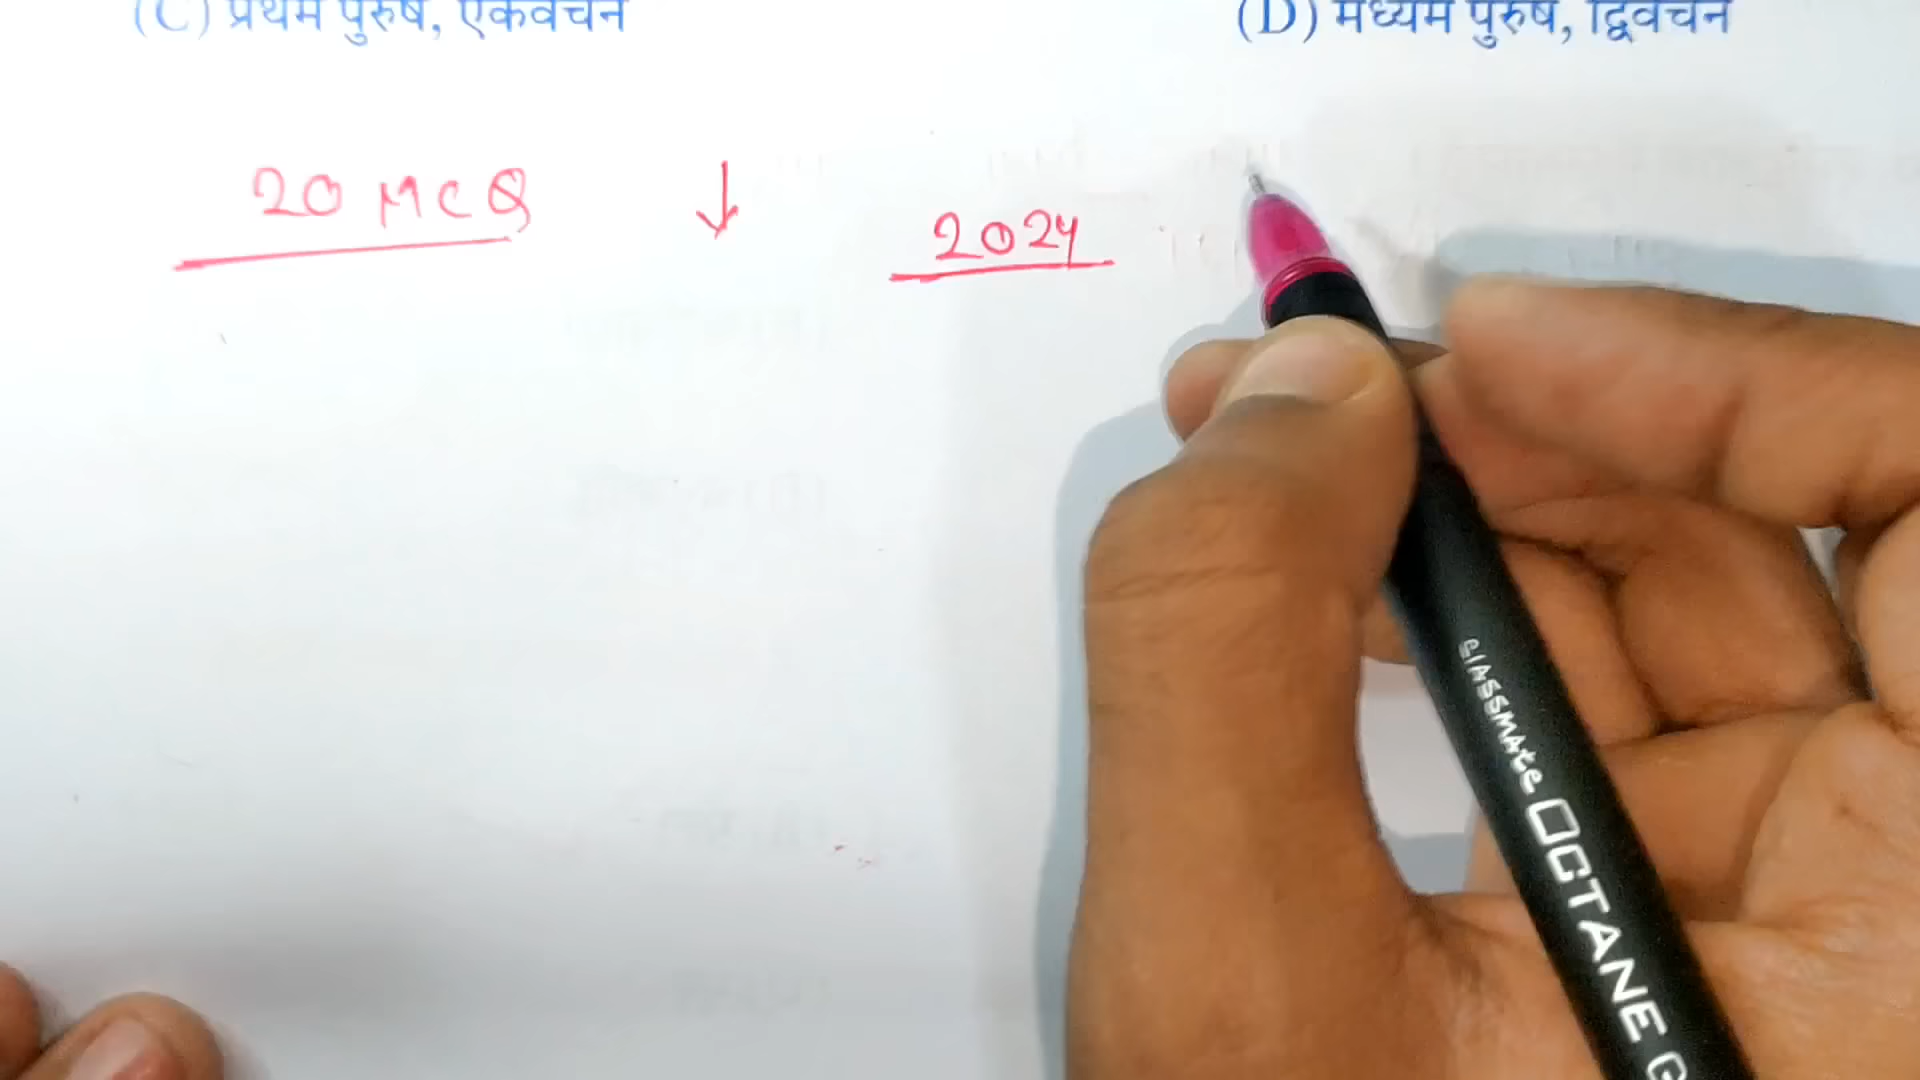 (C) प्रथम पुरुष, एकवचन (D) मध्यम पुरुष, द्विवचन
20 MCQ ↓ 2024
classmate OCTANE